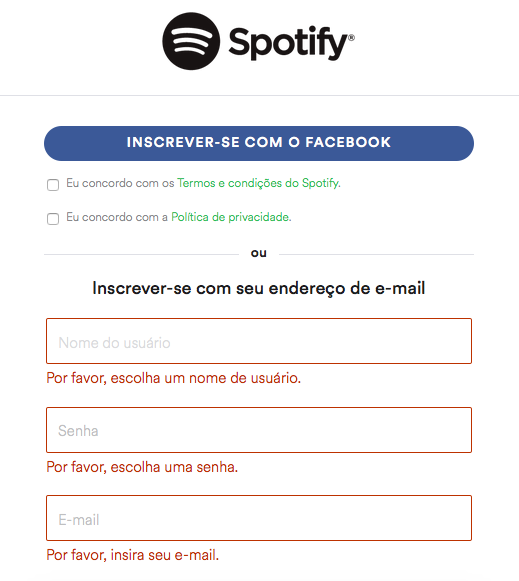 Spotify®
INSCREVER-SE COM O FACEBOOK
Eu concordo com os Termos e condições do Spotify.
Eu concordo com a Política de privacidade.
ou
Inscrever-se com seu endereço de e-mail
Nome do usuário
Por favor, escolha um nome de usuário.
Senha
Por favor, escolha uma senha.
E-mail
Por favor, insira seu e-mail.